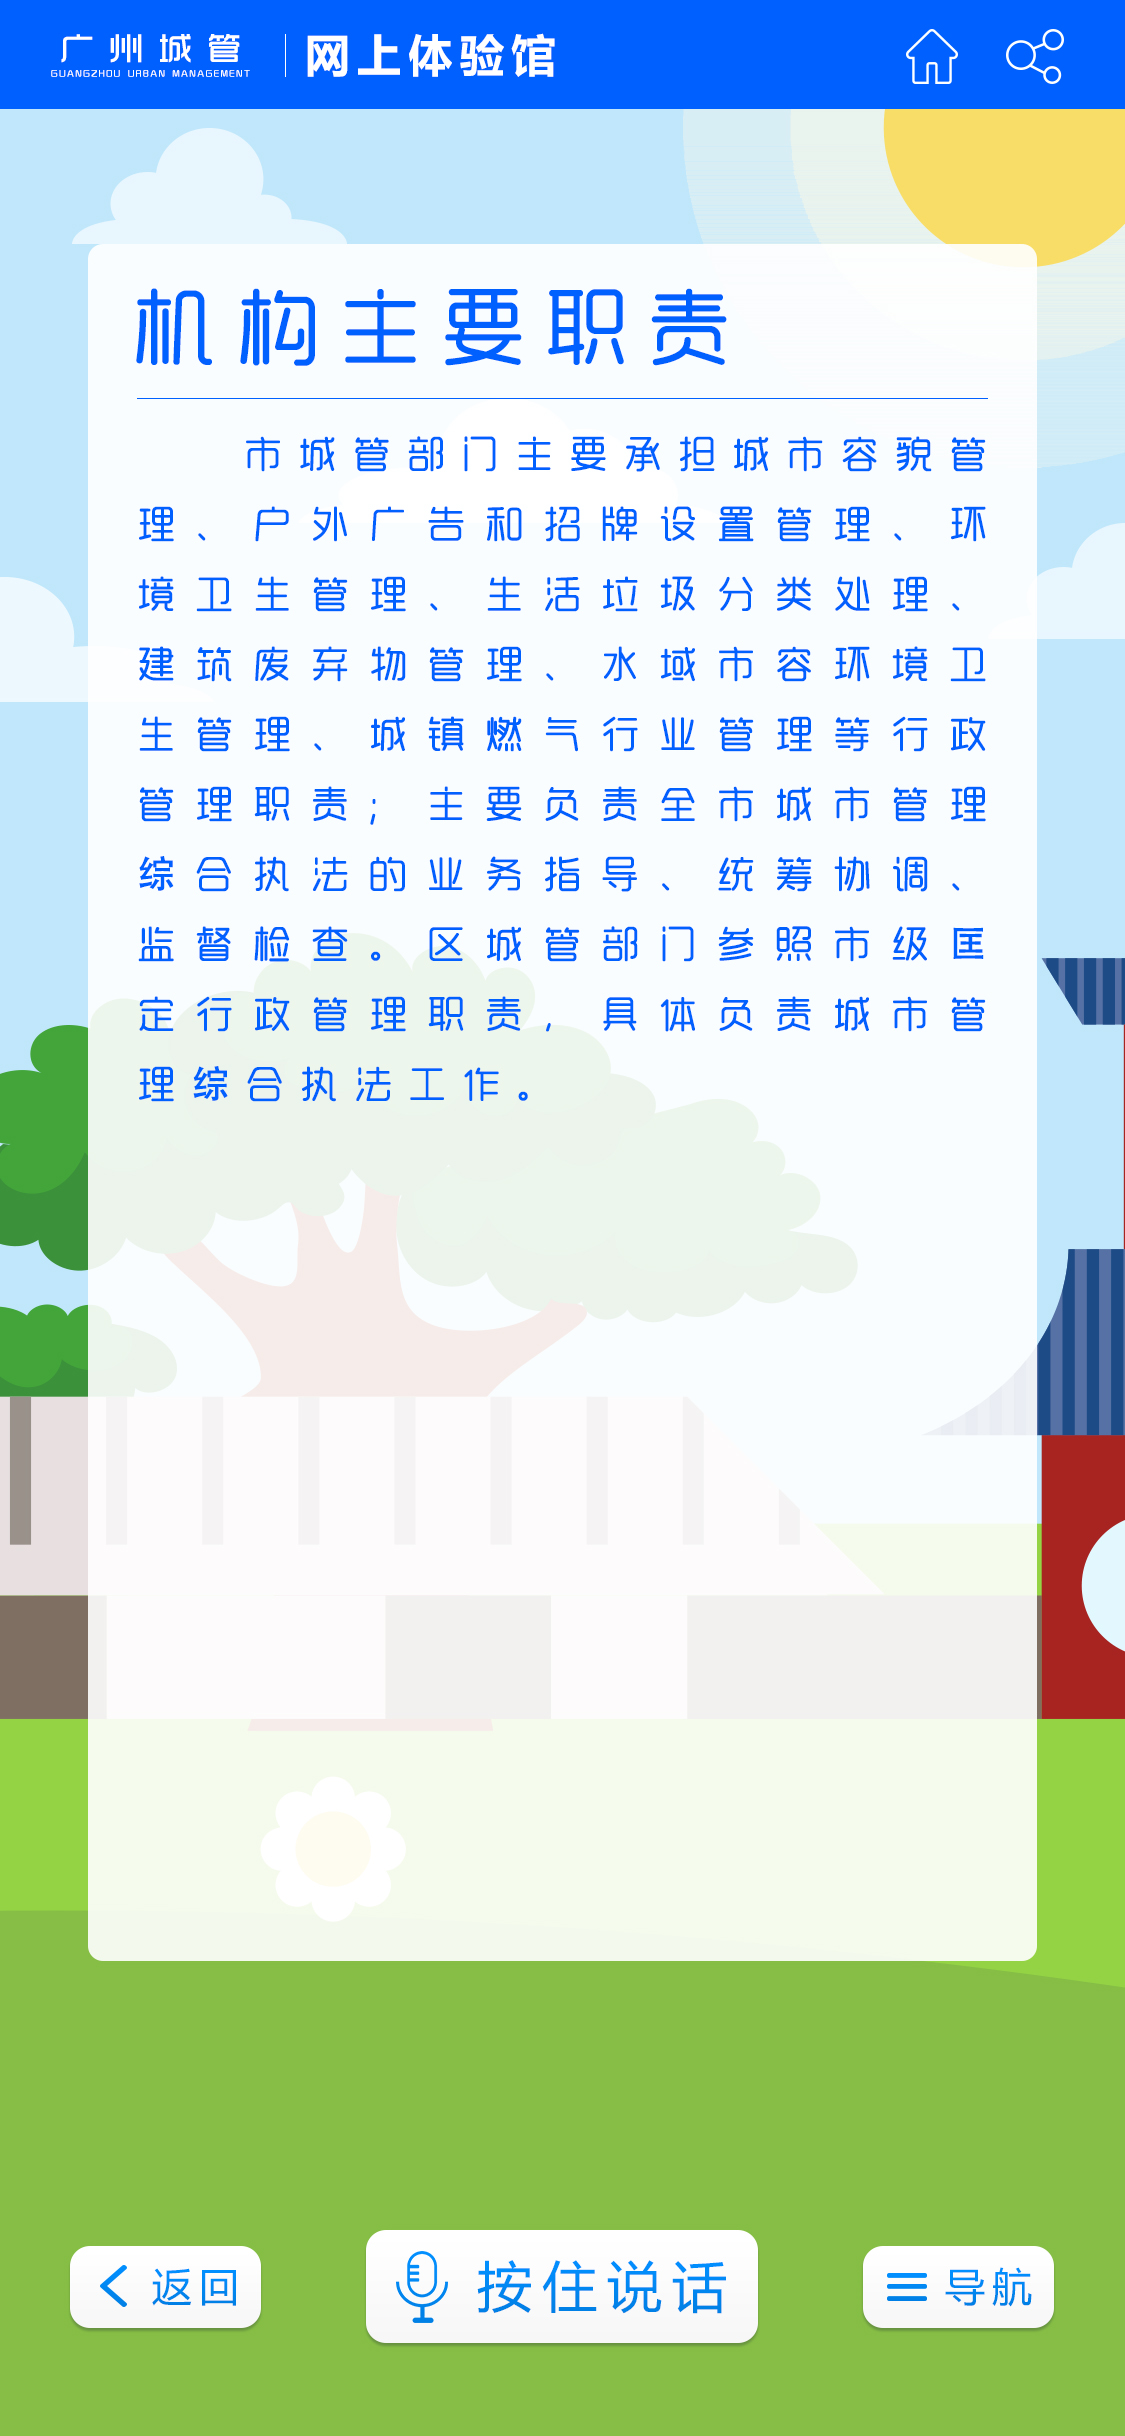 广州城管
GUANGZHOU URBAN MANAGEMENT
网上体验馆
机构主要职责
市城管部门主要承担城市容貌管
理、户外广告和招牌设置管理、环
境卫生管理、生活垃圾分类处理、
建筑废弃物管理、水域市容环境卫
生管理、城镇燃气行业管理等行政
管理职责；主要负责全市城市管理
综合执法的业务指导、统筹协调、
监督检查。区城管部门参照市级匡
定行政管理职责，具体负责城市管
理综合执法工作。
返回
按住说话
导航